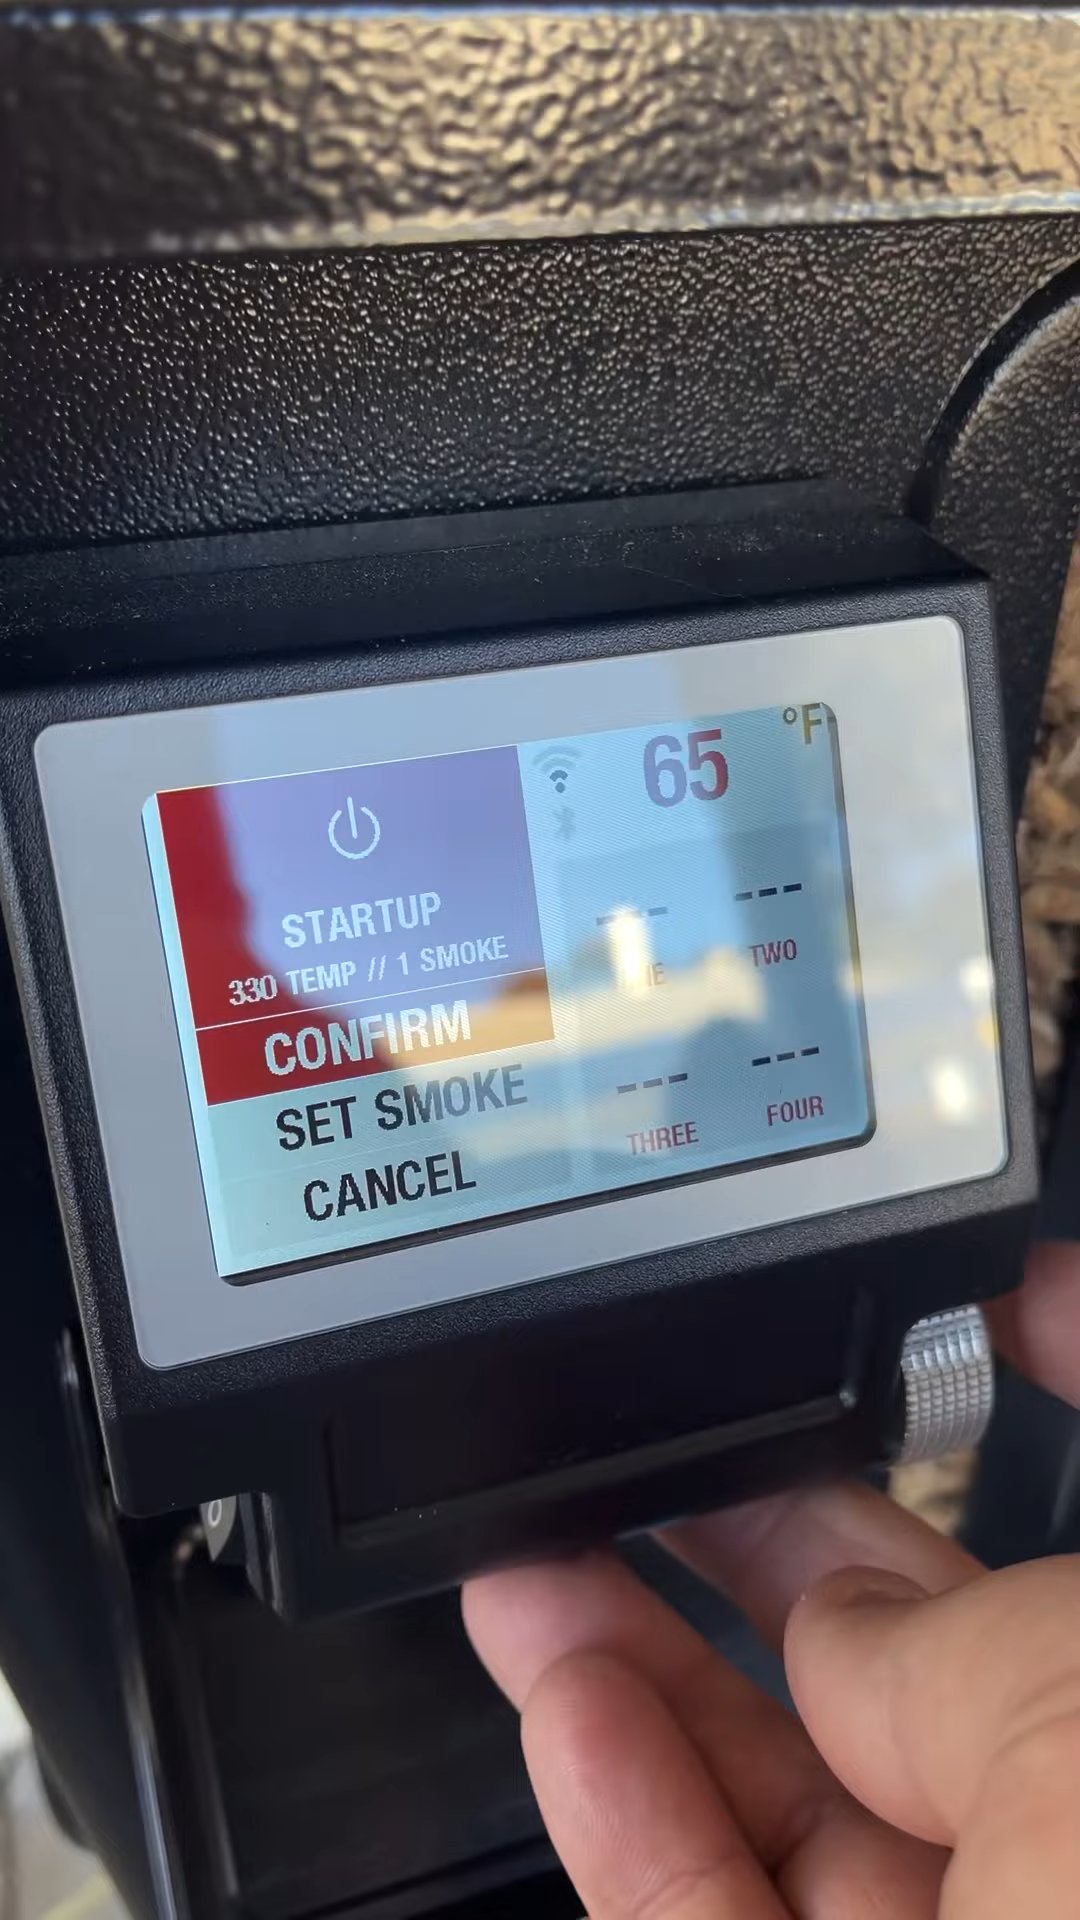 STARTUP
330 TEMP // 1 SMOKE
CONFIRM
SET SMOKE
CANCEL
65 °F
---
---
TWO
---
---
THREE
FOUR